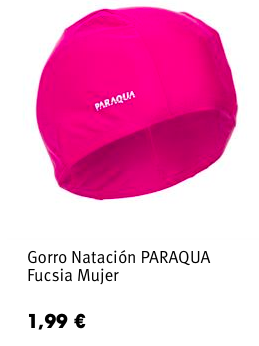 PARAQUA
Gorro Natación PARAQUA
Fucsia Mujer
1,99 €